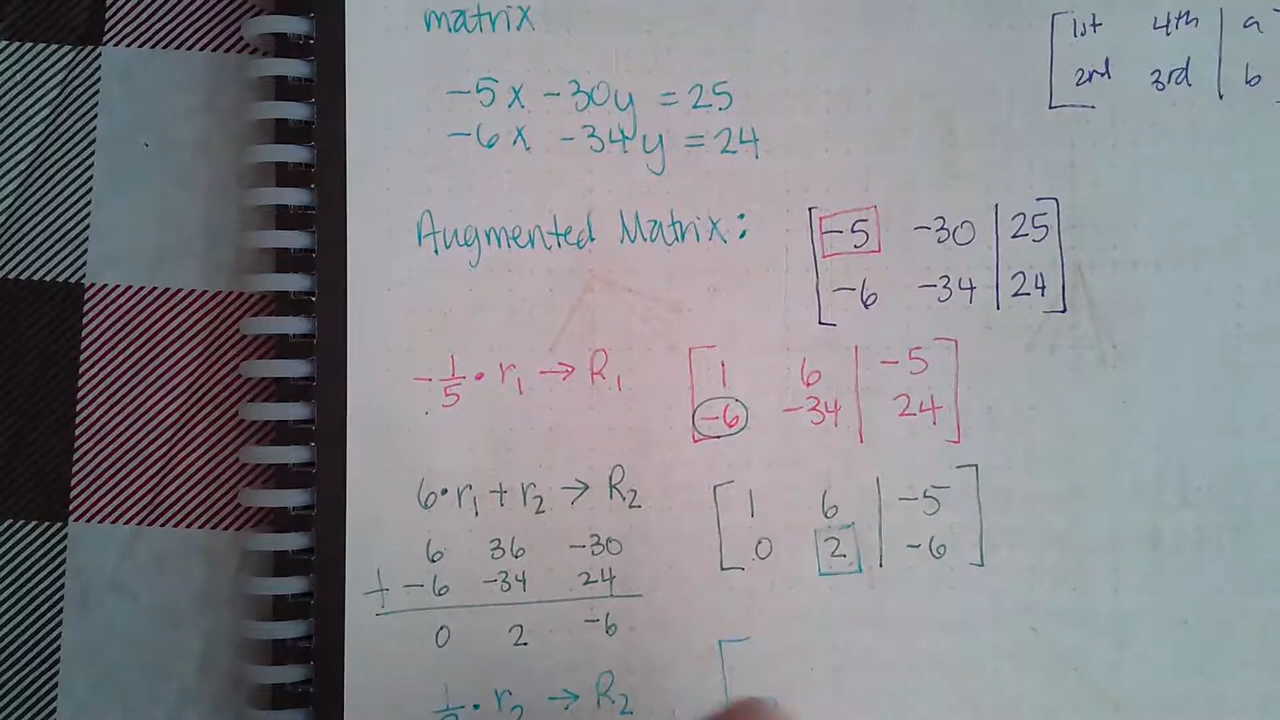 matrix
1st 4th | a
2nd 3rd | b
-5x -30y = 25
-6x -34y = 24
Augmented Matrix:
-5 -30 | 25
-6 -34 | 24
-1/5 • r₁ → R₁
1 6 | -5
-6 -34 | 24
6•r₁ + r₂ → R₂
1 6 | -5
0 2 | -6
6 36 -30
+ -6 -34 24
0 2 -6
• r₂ → R₂